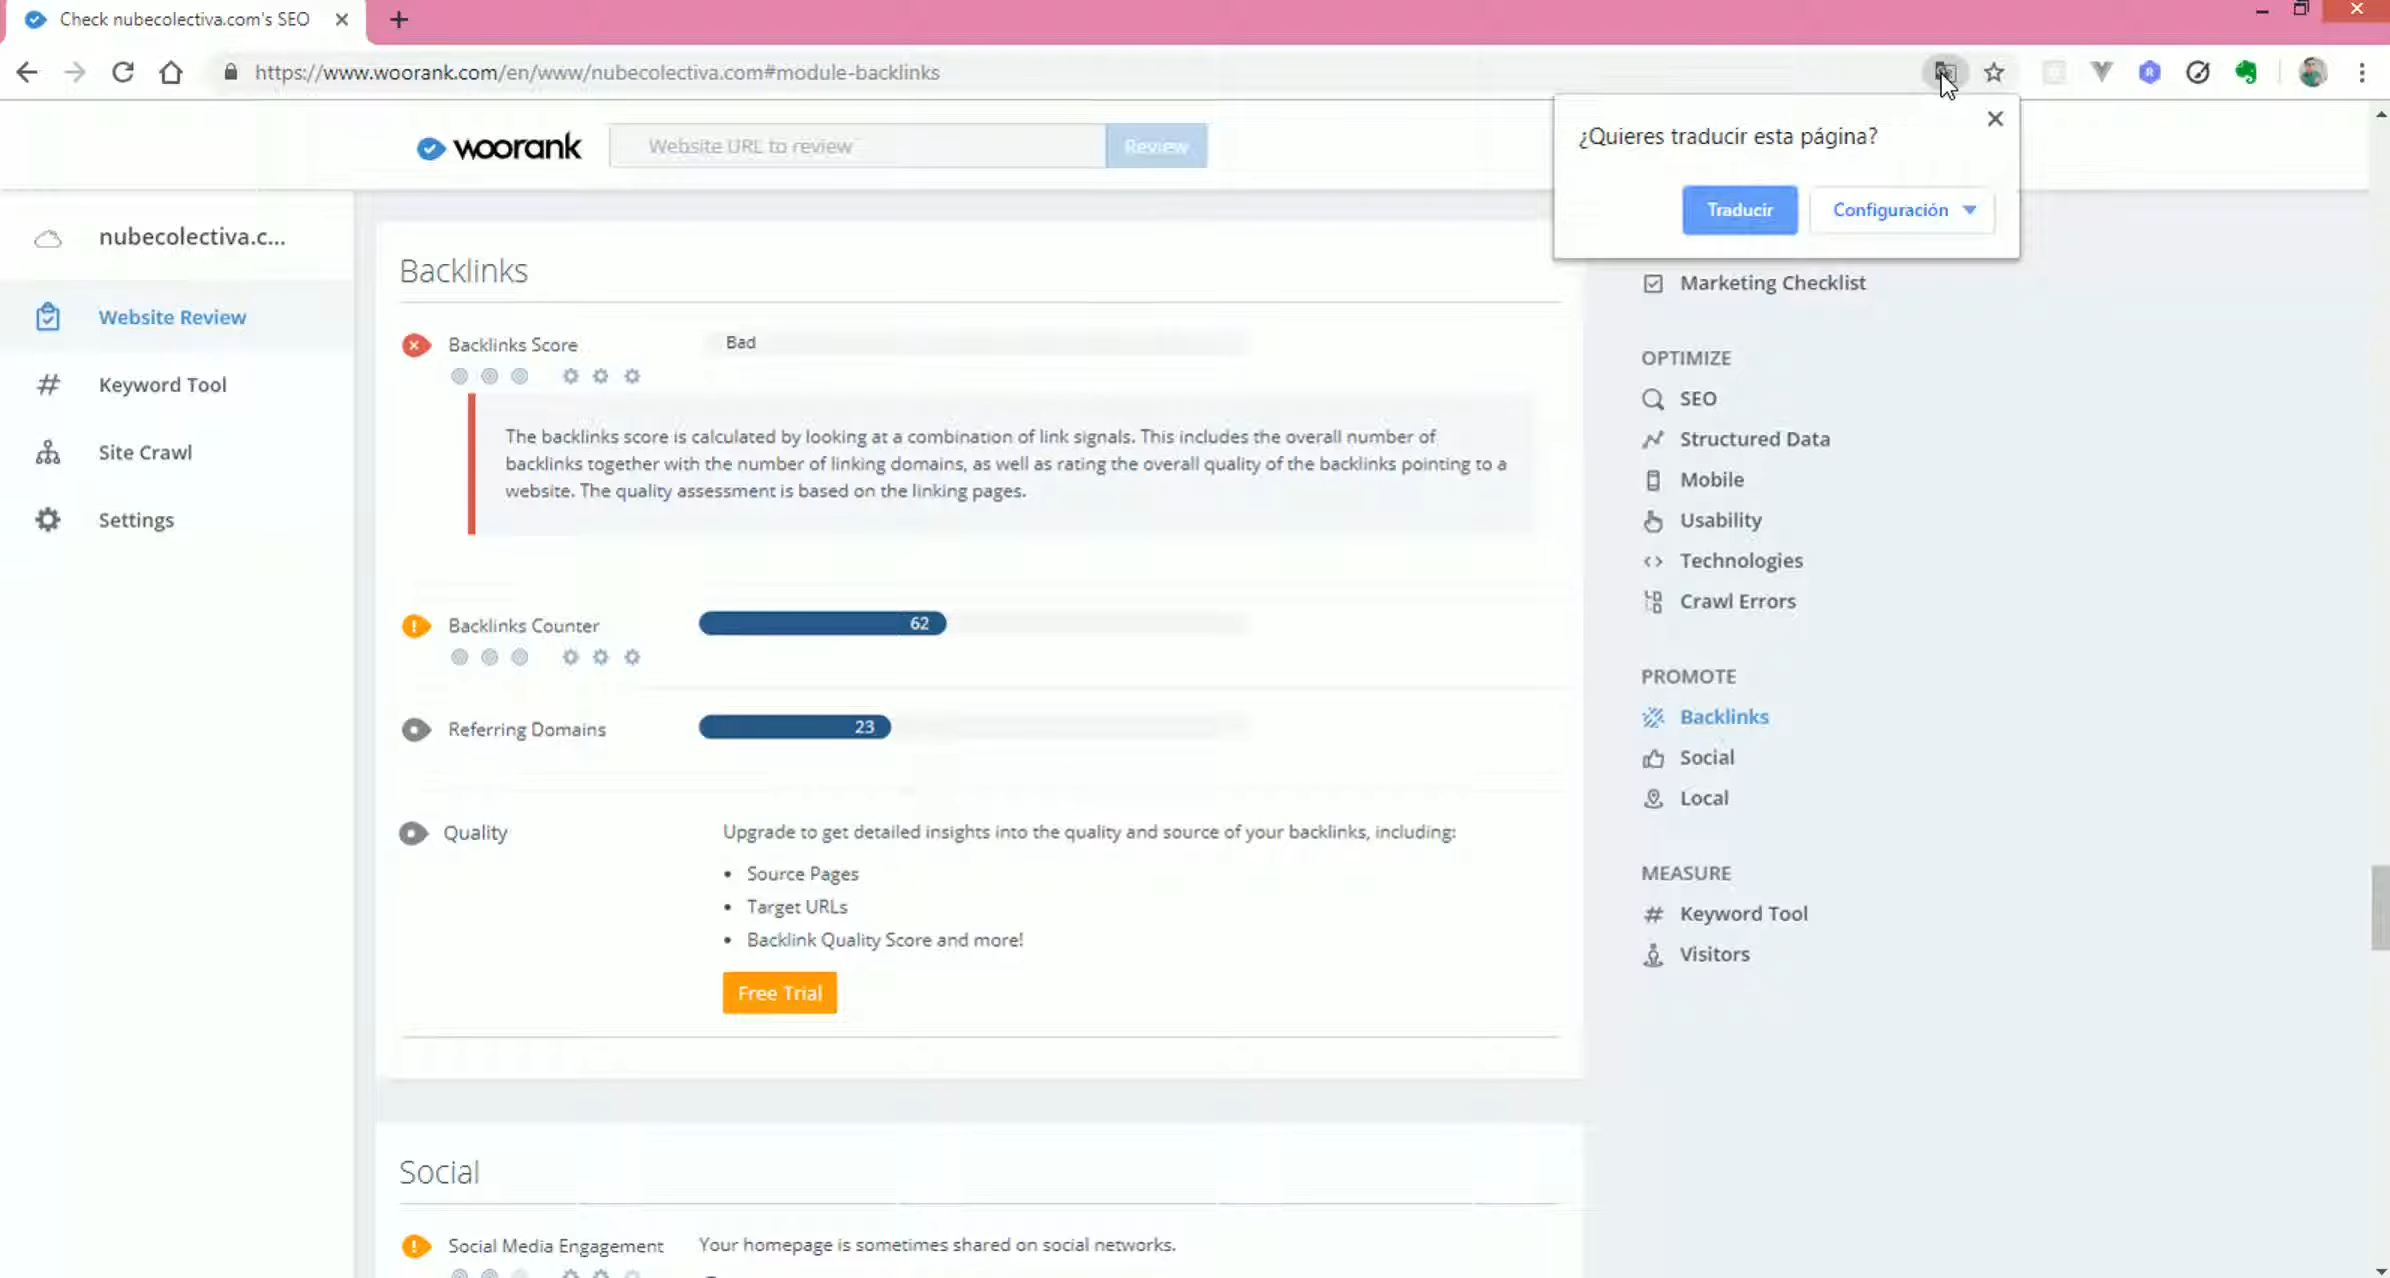 Check nubecolectiva.com's SEO
https://www.woorank.com/en/www/nubecolectiva.com#module-backlinks
¿Quieres traducir esta página?
Traducir
Configuración
woorank
Website URL to review
Review
nubecolectiva.c...
Website Review
Keyword Tool
Site Crawl
Settings
Backlinks
Backlinks Score
Bad
The backlinks score is calculated by looking at a combination of link signals. This includes the overall number of
backlinks together with the number of linking domains, as well as rating the overall quality of the backlinks pointing to a
website. The quality assessment is based on the linking pages.
Backlinks Counter
62
Referring Domains
23
Quality
Upgrade to get detailed insights into the quality and source of your backlinks, including:
• Source Pages
• Target URLs
• Backlink Quality Score and more!
Free Trial
Social
Social Media Engagement
Your homepage is sometimes shared on social networks.
Marketing Checklist
OPTIMIZE
SEO
Structured Data
Mobile
Usability
Technologies
Crawl Errors
PROMOTE
Backlinks
Social
Local
MEASURE
Keyword Tool
Visitors